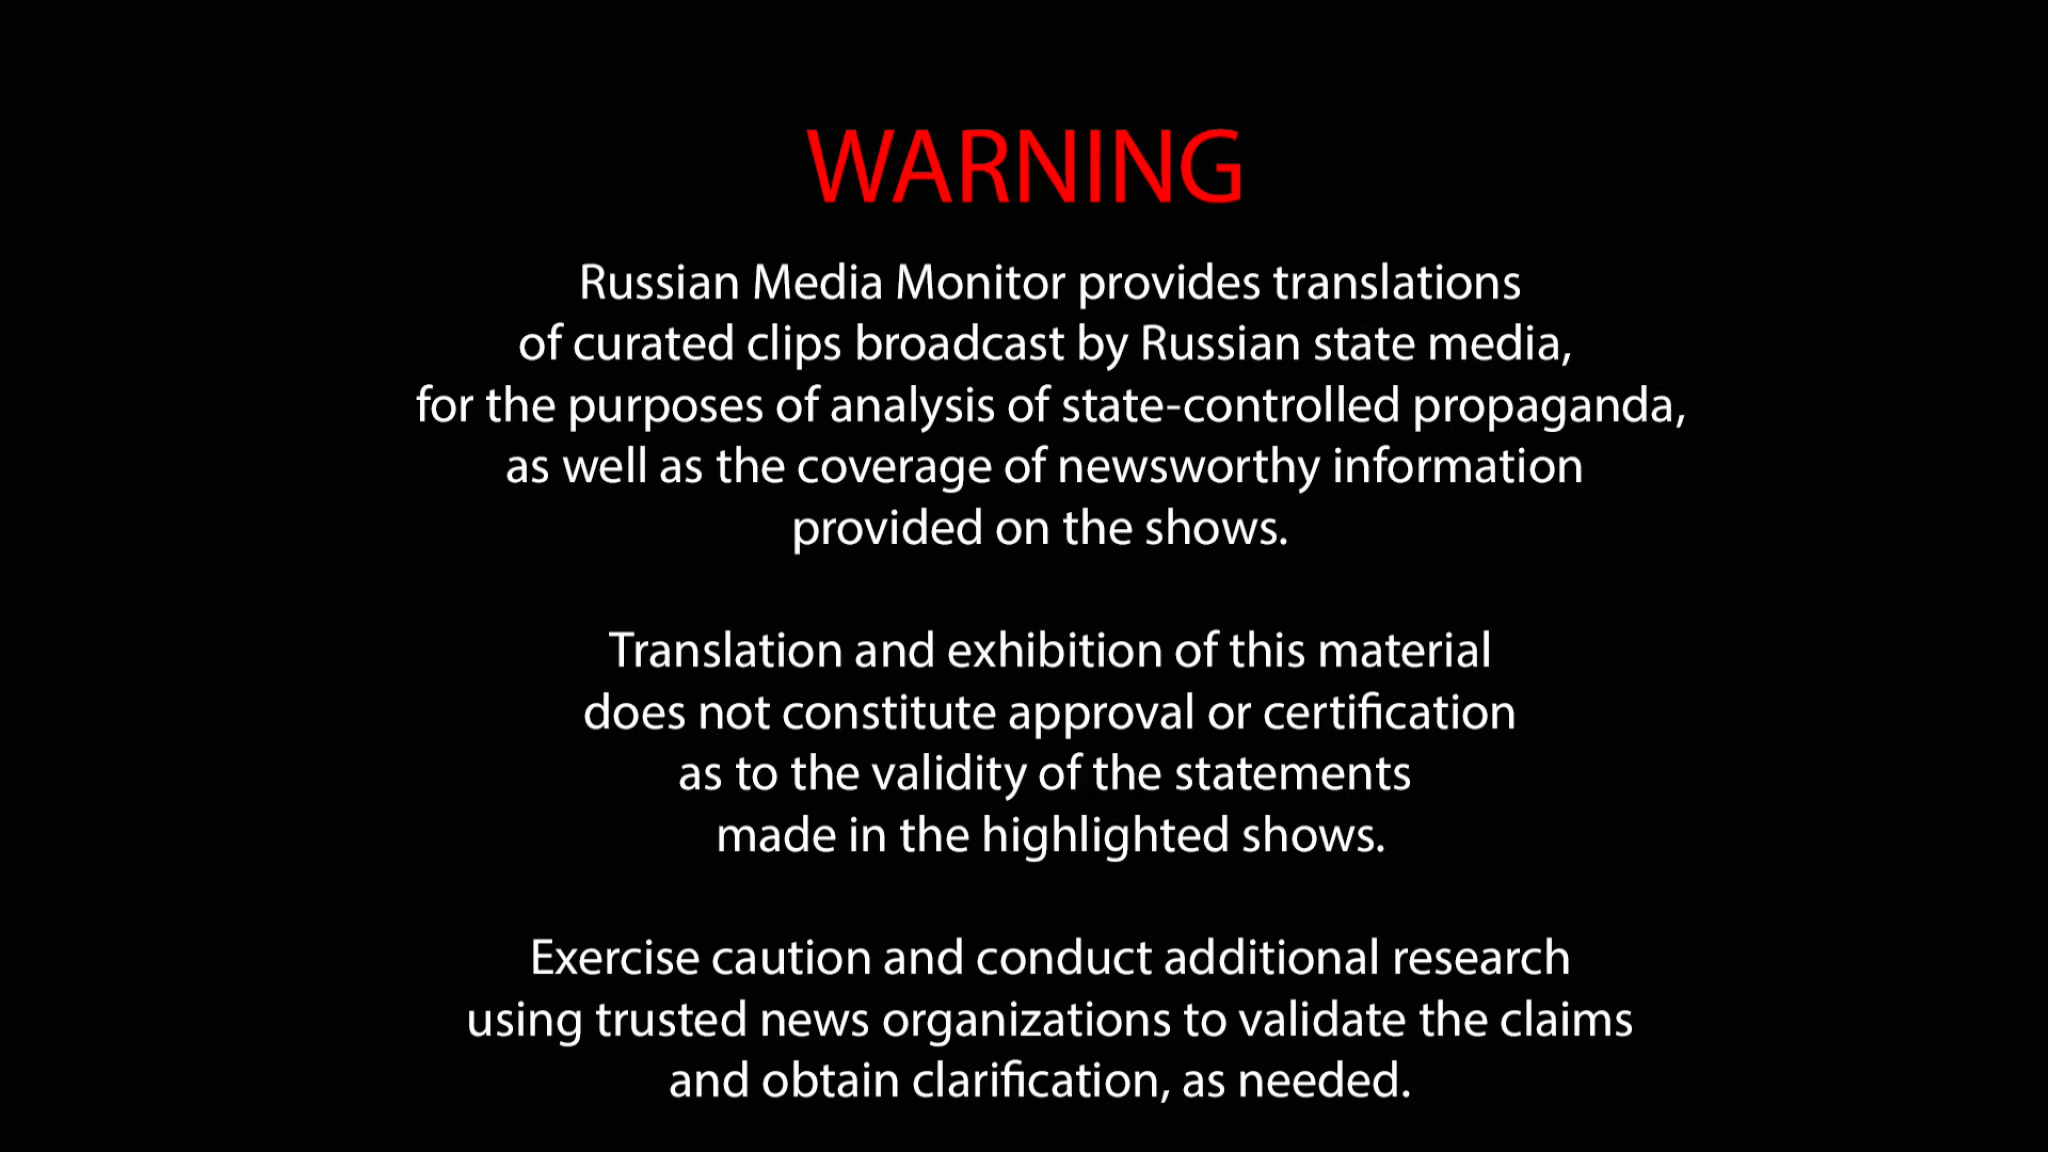 WARNING
Russian Media Monitor provides translations
of curated clips broadcast by Russian state media,
for the purposes of analysis of state-controlled propaganda,
as well as the coverage of newsworthy information
provided on the shows.
Translation and exhibition of this material
does not constitute approval or certification
as to the validity of the statements
made in the highlighted shows.
Exercise caution and conduct additional research
using trusted news organizations to validate the claims
and obtain clarification, as needed.